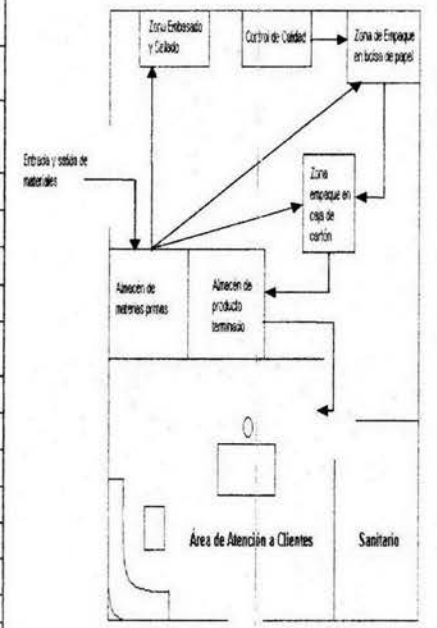 Zona Embasado
y Sellado
Control de Calidad
Zona de Empaque
en bolsa de papel
Entrada y salida de
materiales
Zona
empaque en
caja de
cartón
Almacén de
materias primas
Almacén de
producto
terminado
Área de Atención a Clientes
Sanitario